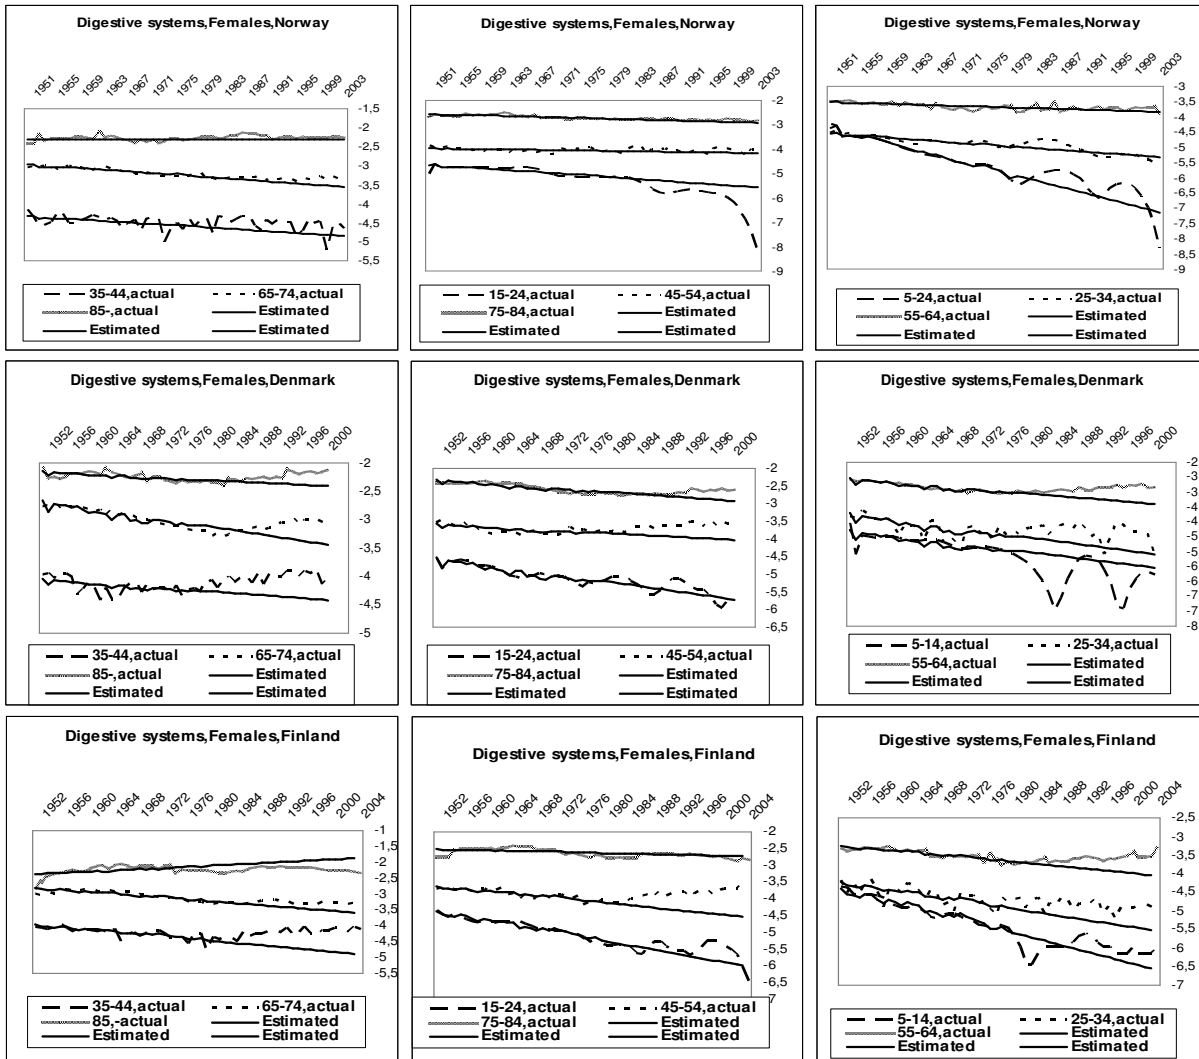 Digestive systems,Females,Norway
1951 1955 1959 1963 1967 1971 1975 1979 1983 1987 1991 1995 1999 2003
-1,5
-2
-2,5
-3
-3,5
-4
-4,5
-5
-5,5
35-44,actual 65-74,actual
85-,actual Estimated
Estimated Estimated
Digestive systems,Females,Norway
1951 1955 1959 1963 1967 1971 1975 1979 1983 1987 1991 1995 1999 2003
-2
-3
-4
-5
-6
-7
-8
-9
15-24,actual 45-54,actual
75-84,actual Estimated
Estimated Estimated
Digestive systems,Females,Norway
1951 1955 1959 1963 1967 1971 1975 1979 1983 1987 1991 1995 1999 2003
-3
-3,5
-4
-4,5
-5
-5,5
-6
-6,5
-7
-7,5
-8
-8,5
-9
5-24,actual 25-34,actual
55-64,actual Estimated
Estimated Estimated
Digestive systems,Females,Denmark
1952 1956 1960 1964 1968 1972 1976 1980 1984 1988 1992 1996 2000
-2
-2,5
-3
-3,5
-4
-4,5
-5
35-44,actual 65-74,actual
85-,actual Estimated
Estimated Estimated
Digestive systems,Females,Denmark
1952 1956 1960 1964 1968 1972 1976 1980 1984 1988 1992 1996 2000
-2
-2,5
-3
-3,5
-4
-4,5
-5
-5,5
-6
-6,5
15-24,actual 45-54,actual
75-84,actual Estimated
Estimated Estimated
Digestive systems,Females,Denmark
1952 1956 1960 1964 1968 1972 1976 1980 1984 1988 1992 1996 2000
-2
-3
-3
-4
-4
-5
-5
-6
-6
-7
-7
-8
5-14,actual 25-34,actual
55-64,actual Estimated
Estimated Estimated
Digestive systems,Females,Finland
1952 1956 1960 1964 1968 1972 1976 1980 1984 1988 1992 1996 2000 2004
-1
-1,5
-2
-2,5
-3
-3,5
-4
-4,5
-5
-5,5
35-44,actual 65-74,actual
85,-actual Estimated
Estimated Estimated
Digestive systems,Females,Finland
1952 1956 1960 1964 1968 1972 1976 1980 1984 1988 1992 1996 2000 2004
-2
-2,5
-3
-3,5
-4
-4,5
-5
-5,5
-6
-6,5
7
15-24,actual 45-54,actual
75-84,actual Estimated
Estimated Estimated
Digestive systems,Females,Finland
1952 1956 1960 1964 1968 1972 1976 1980 1984 1988 1992 1996 2000 2004
-2,5
-3
-3,5
-4
-4,5
-5
-5,5
-6
-6,5
-7
5-14,actual 25-34,actual
55-64,actual Estimated
Estimated Estimated